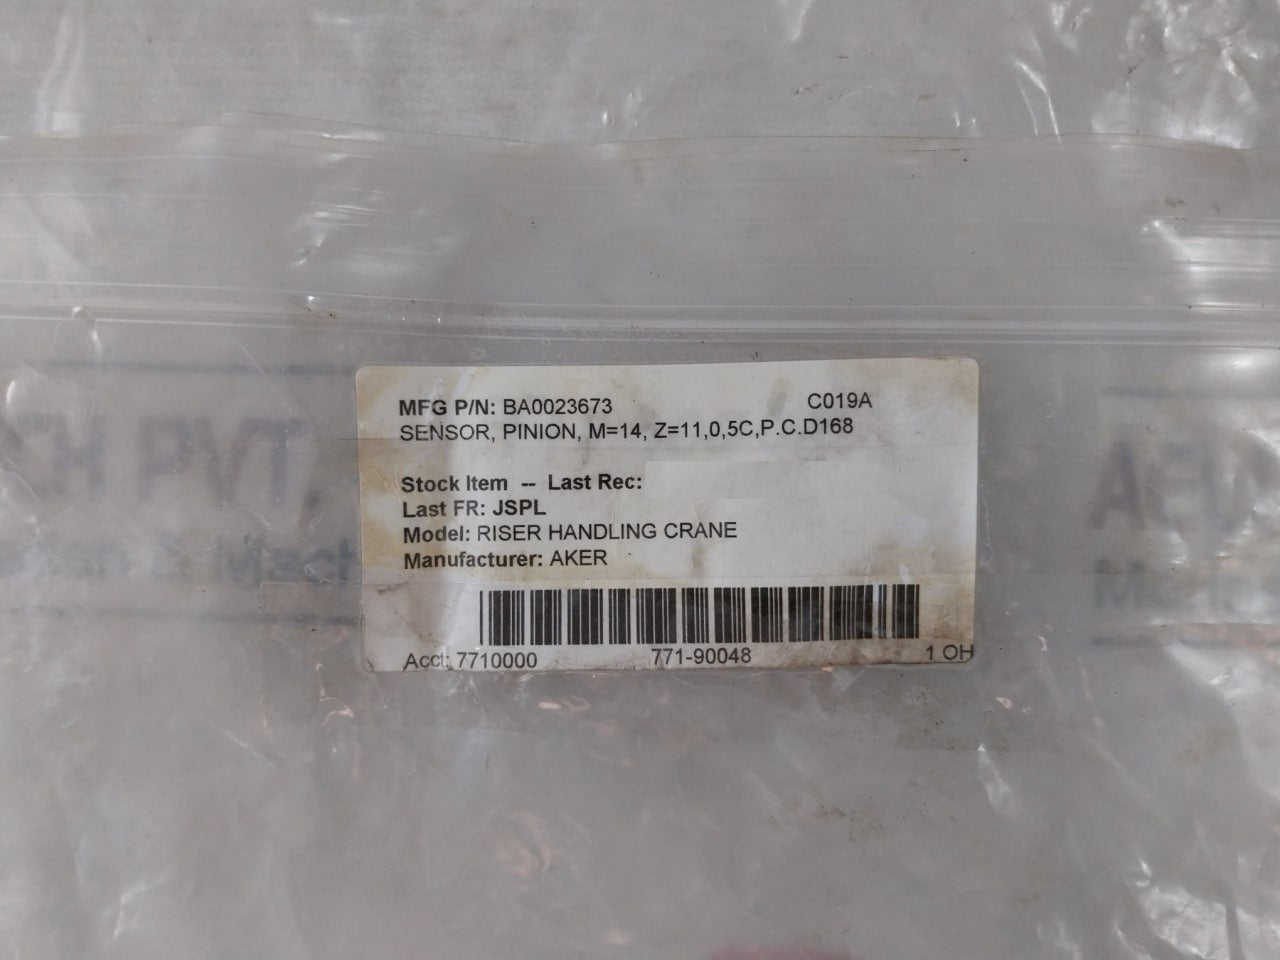 MFG P/N: BA0023673 C019A
SENSOR, PINION, M=14, Z=11,0,5C,P.C.D168
Stock Item -- Last Rec:
Last FR: JSPL
Model: RISER HANDLING CRANE
Manufacturer: AKER
Acct: 7710000 771-90048 1 OH